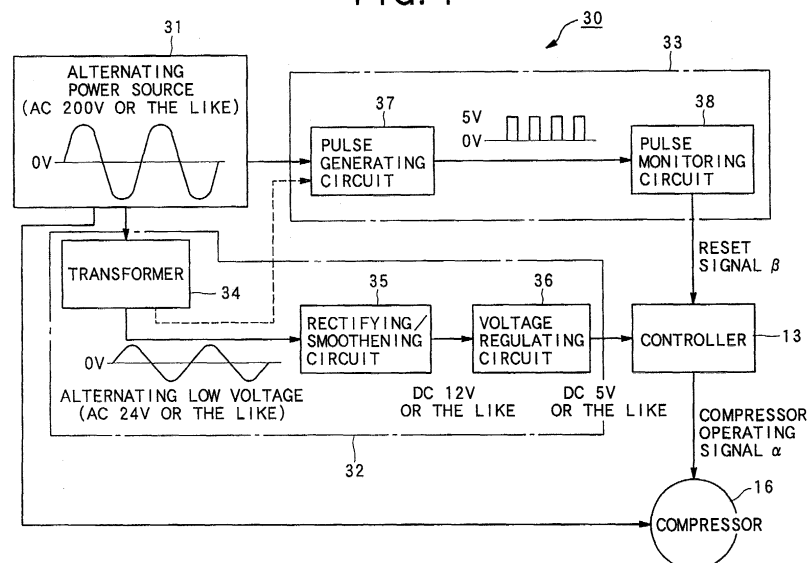 31
30
33
ALTERNATING
POWER SOURCE
(AC 200V OR THE LIKE)
0V
37
PULSE
GENERATING
CIRCUIT
5V
0V
38
PULSE
MONITORING
CIRCUIT
RESET
SIGNAL β
TRANSFORMER
34
35
RECTIFYING/
SMOOTHENING
CIRCUIT
36
VOLTAGE
REGULATING
CIRCUIT
CONTROLLER
13
0V
ALTERNATING LOW VOLTAGE
(AC 24V OR THE LIKE)
DC 12V
OR THE LIKE
DC 5V
OR THE LIKE
32
COMPRESSOR
OPERATING
SIGNAL α
16
COMPRESSOR